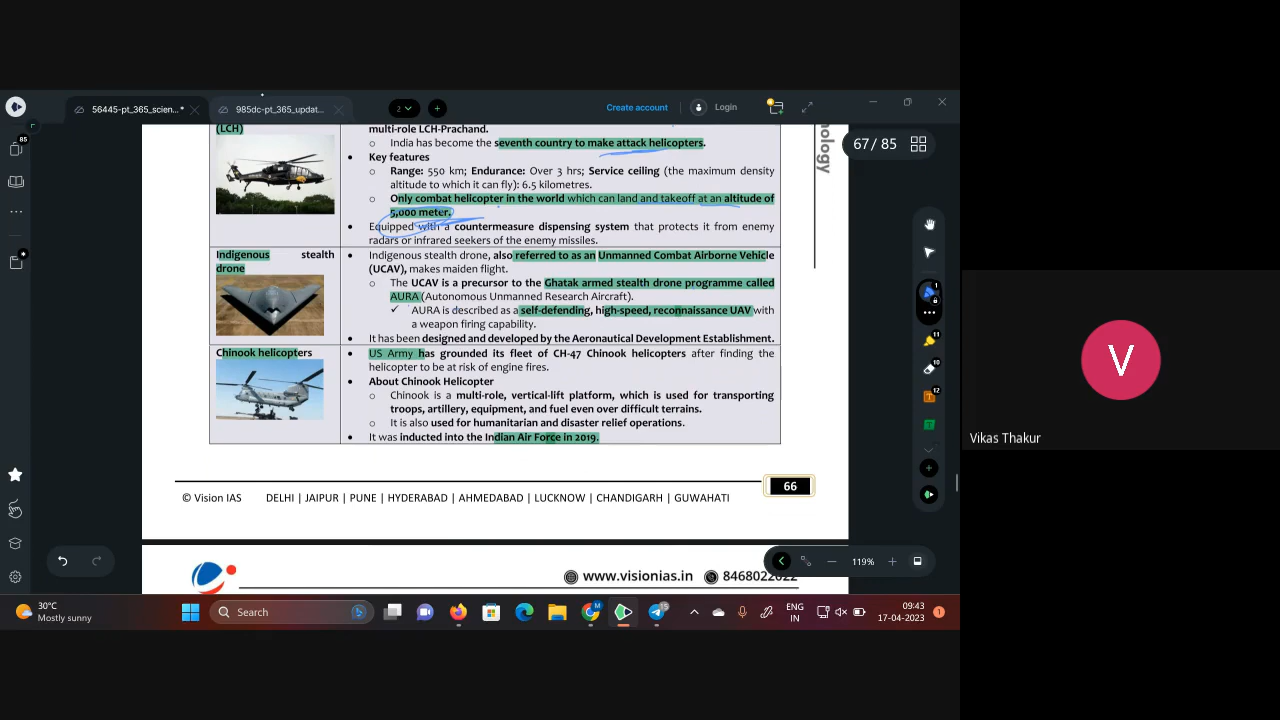 56445-pt_365_scien...*
985dc-pt_365_updat...
2
Create account
Login
85
67 / 85
nology
(LCH)
multi-role LCH-Prachand.
o India has become the seventh country to make attack helicopters.
• Key features
o Range: 550 km; Endurance: Over 3 hrs; Service ceiling (the maximum density
altitude to which it can fly): 6.5 kilometres.
o Only combat helicopter in the world which can land and takeoff at an altitude of
5,000 meter.
• Equipped with a countermeasure dispensing system that protects it from enemy
radars or infrared seekers of the enemy missiles.
Indigenous stealth
drone
• Indigenous stealth drone, also referred to as an Unmanned Combat Airborne Vehicle
(UCAV), makes maiden flight.
o The UCAV is a precursor to the Ghatak armed stealth drone programme called
AURA (Autonomous Unmanned Research Aircraft).
✓ AURA is described as a self-defending, high-speed, reconnaissance UAV with
a weapon firing capability.
• It has been designed and developed by the Aeronautical Development Establishment.
Chinook helicopters
• US Army has grounded its fleet of CH-47 Chinook helicopters after finding the
helicopter to be at risk of engine fires.
• About Chinook Helicopter
o Chinook is a multi-role, vertical-lift platform, which is used for transporting
troops, artillery, equipment, and fuel even over difficult terrains.
o It is also used for humanitarian and disaster relief operations.
• It was inducted into the Indian Air Force in 2019.
66
© Vision IAS DELHI | JAIPUR | PUNE | HYDERABAD | AHMEDABAD | LUCKNOW | CHANDIGARH | GUWAHATI
1
11
10
12
119%
www.visionias.in 8468022022
V
Vikas Thakur
30°C
Mostly sunny
Search
15
ENG
IN
09:43
17-04-2023
1